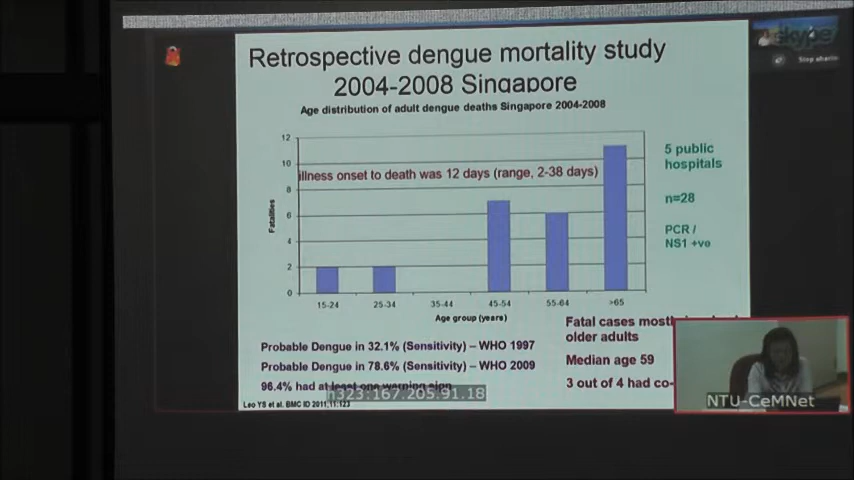 Retrospective dengue mortality study
2004-2008 Singapore
skype
Stop sharing
Age distribution of adult dengue deaths Singapore 2004-2008
12
10
8
6
4
2
0
Fatalities
illness onset to death was 12 days (range, 2-38 days)
15-24 25-34 35-44 45-54 55-64 >65
Age group (years)
5 public
hospitals
n=28
PCR /
NS1 +ve
Probable Dengue in 32.1% (Sensitivity) – WHO 1997
Probable Dengue in 78.6% (Sensitivity) – WHO 2009
96.4% had at least one warning sign
n323:167.205.91.18
Leo YS et al. BMC ID 2011;11:123
Fatal cases
older adults
Median age 59
3 out of 4 had co-
NTU-CeMNet